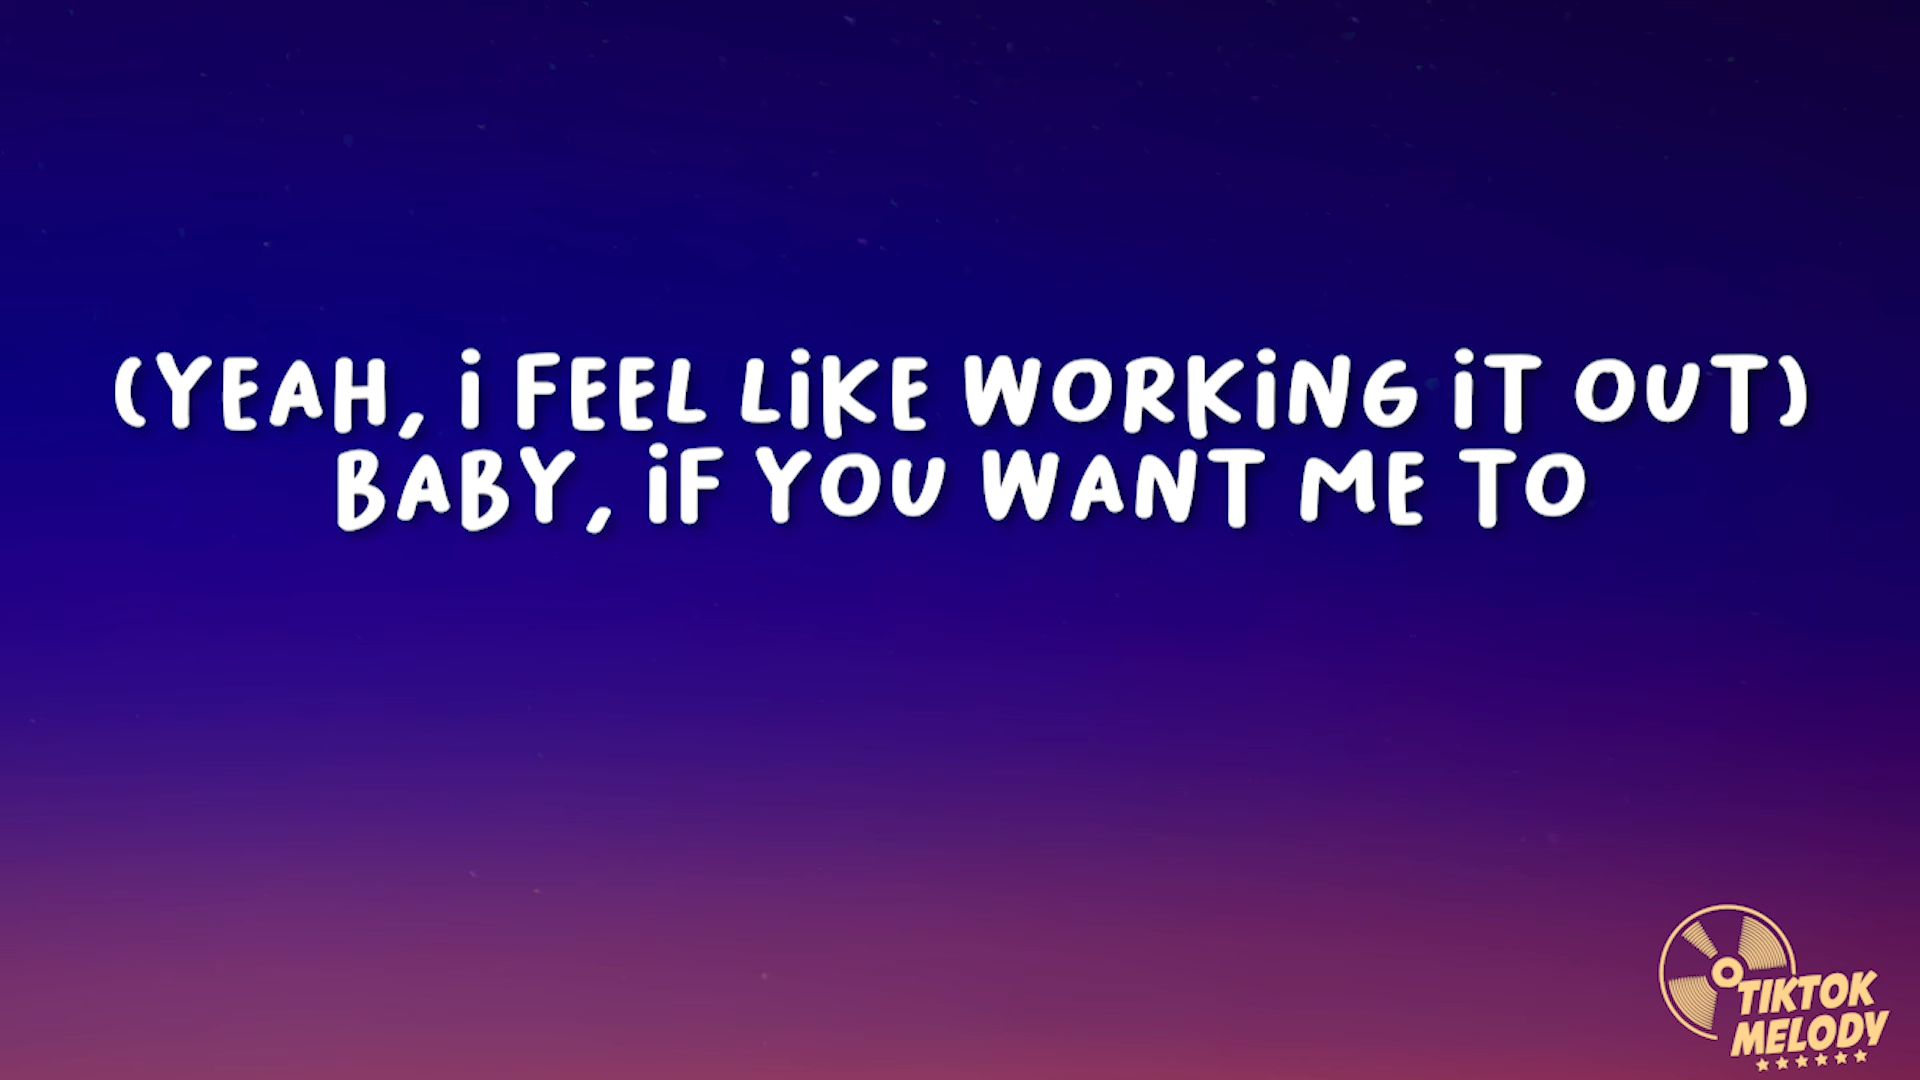 (YEAH, i FEEL LiKE WORKiNG iT OUT)
BABY, iF YOU WANT ME TO
TIKTOK
MELODY